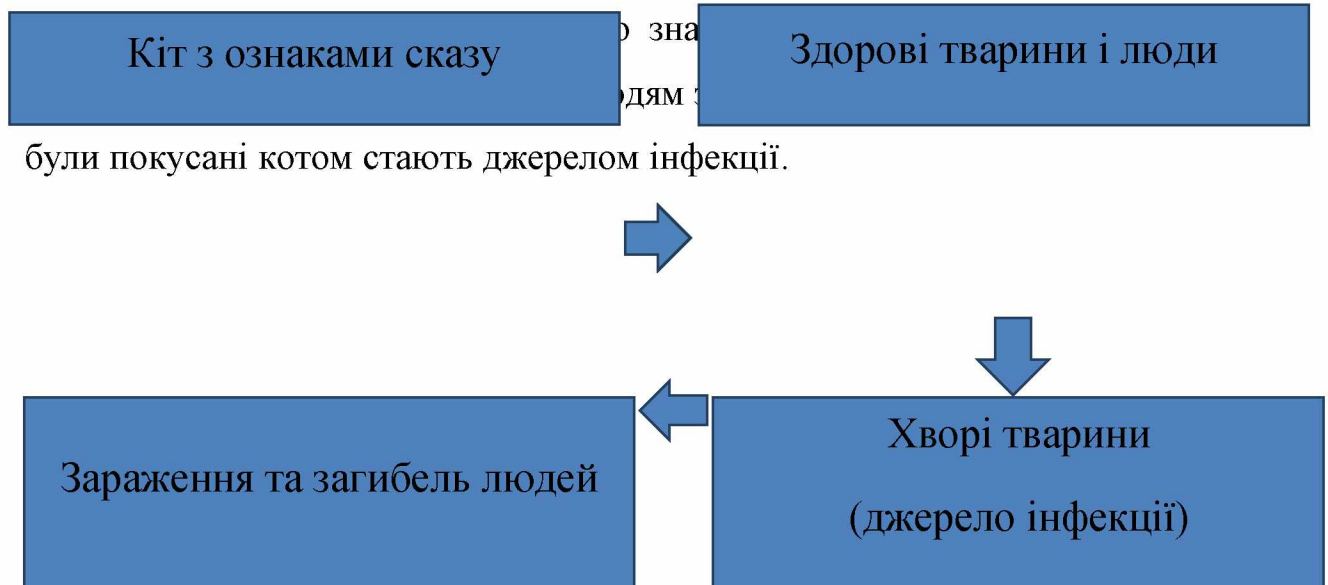 Кіт з ознаками сказу
Здорові тварини і люди
були покусані котом стають джерелом інфекції.
Зараження та загибель людей
Хворі тварини
(джерело інфекції)